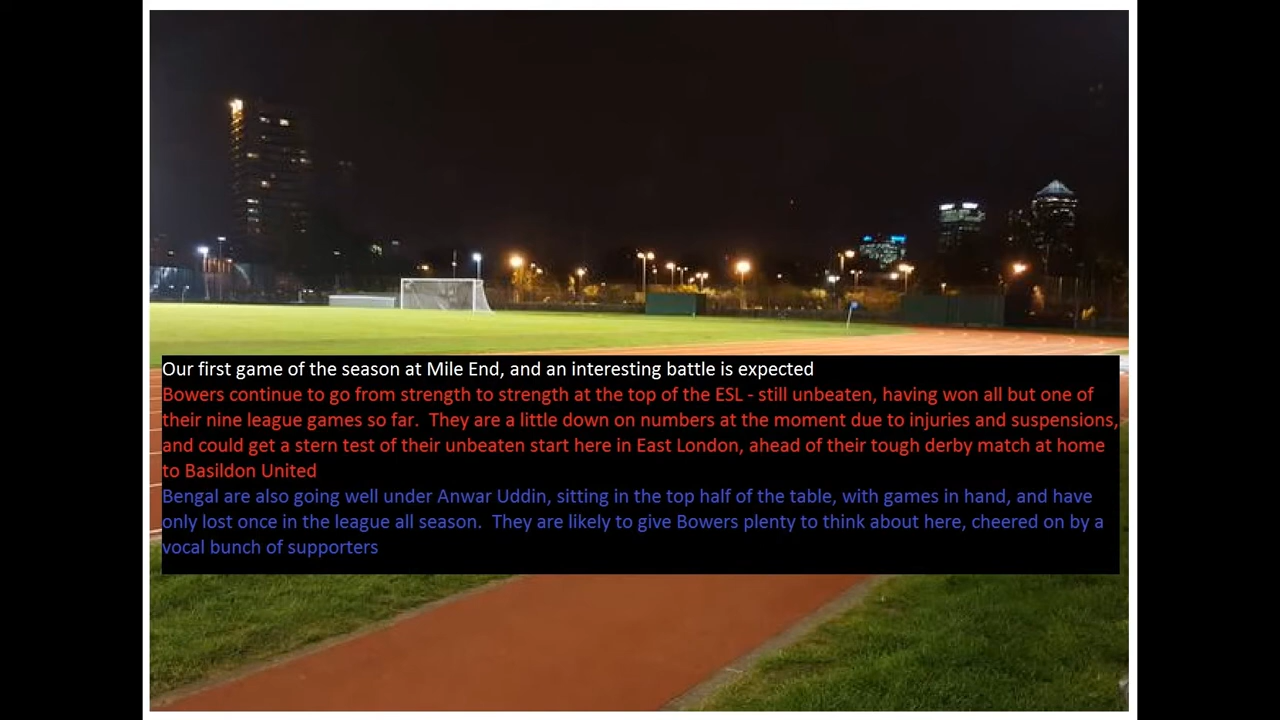 Our first game of the season at Mile End, and an interesting battle is expected
Bowers continue to go from strength to strength at the top of the ESL - still unbeaten, having won all but one of
their nine league games so far.  They are a little down on numbers at the moment due to injuries and suspensions,
and could get a stern test of their unbeaten start here in East London, ahead of their tough derby match at home
to Basildon United
Bengal are also going well under Anwar Uddin, sitting in the top half of the table, with games in hand, and have
only lost once in the league all season.  They are likely to give Bowers plenty to think about here, cheered on by a
vocal bunch of supporters